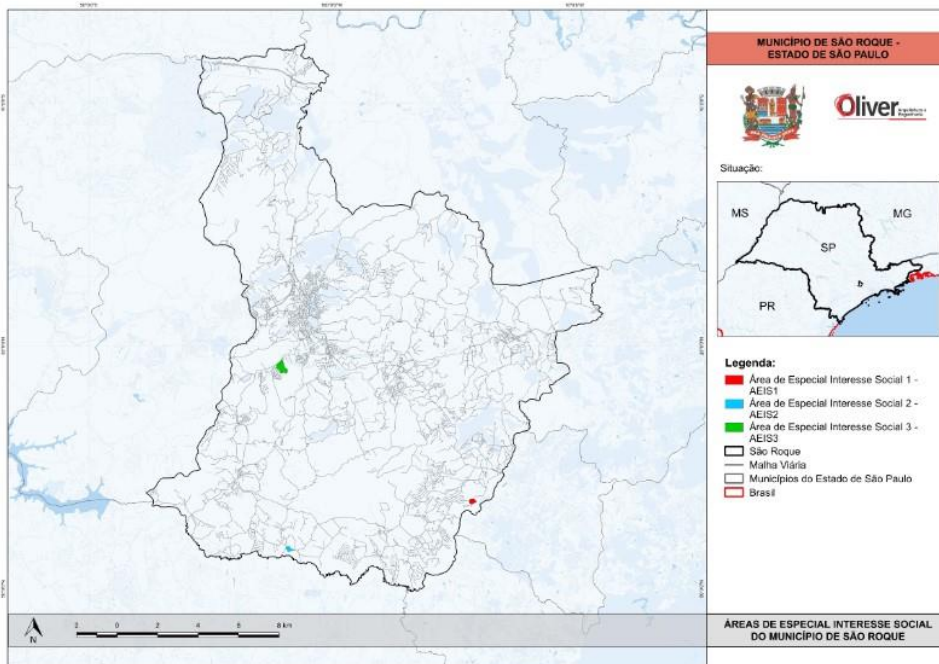 MUNICÍPIO DE SÃO ROQUE -
ESTADO DE SÃO PAULO
Oliver
Arquitetura e
Engenharia
Situação:
MS
MG
SP
PR
Legenda:
Área de Especial Interesse Social 1 -
AEIS1
Área de Especial Interesse Social 2 -
AEIS2
Área de Especial Interesse Social 3 -
AEIS3
São Roque
Malha Viária
Municípios do Estado de São Paulo
Brasil
N
2 0 2 4 6 8 km
ÁREAS DE ESPECIAL INTERESSE SOCIAL
DO MUNICÍPIO DE SÃO ROQUE